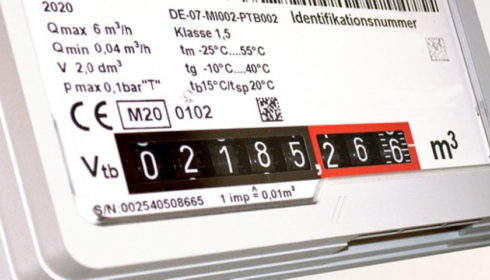 2020
DE-07-MI002-PTB002
Identifikationsnummer
Qmax 6 m³/h
Klasse 1,5
Qmin 0,04 m³/h
tm -25°C....55°C
V 2,0 dm³
tg -10°C....40°C
pmax 0,1bar"T"
tb15°C/tsp20°C
CE M20 0102
Vtb 02185,266 m³
S/N:002540508665
1 imp ≙ 0,01m³